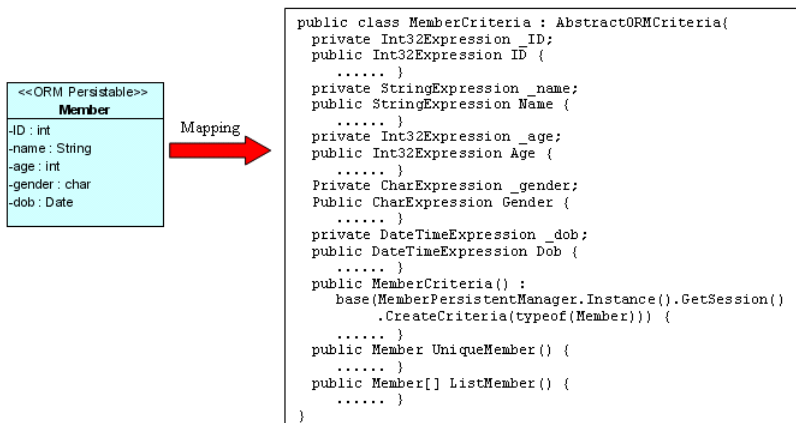 <<ORM Persistable>>
Member
-ID : int
-name : String
-age : int
-gender : char
-dob : Date
Mapping
public class MemberCriteria : AbstractORMCriteria{
private Int32Expression _ID;
public Int32Expression ID {
...... }
private StringExpression _name;
public StringExpression Name {
...... }
private Int32Expression _age;
public Int32Expression Age {
...... }
Private CharExpression _gender;
Public CharExpression Gender {
...... }
private DateTimeExpression _dob;
public DateTimeExpression Dob {
...... }
public MemberCriteria() :
base(MemberPersistentManager.Instance().GetSession()
.CreateCriteria(typeof(Member))) {
...... }
public Member UniqueMember() {
...... }
public Member[] ListMember() {
...... }
}